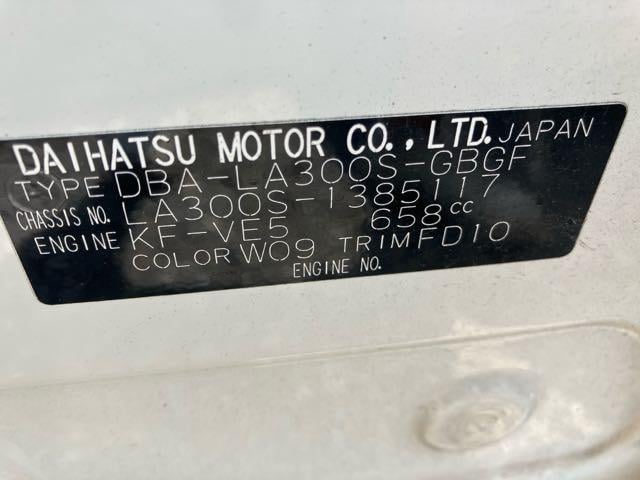 DAIHATSU MOTOR CO., LTD. JAPAN
TYPE DBA-LA300S-GBGF
CHASSIS NO. LA300S-1385117
ENGINE KF-VE5 658cc
COLOR W09 TRIM FD10
ENGINE NO.